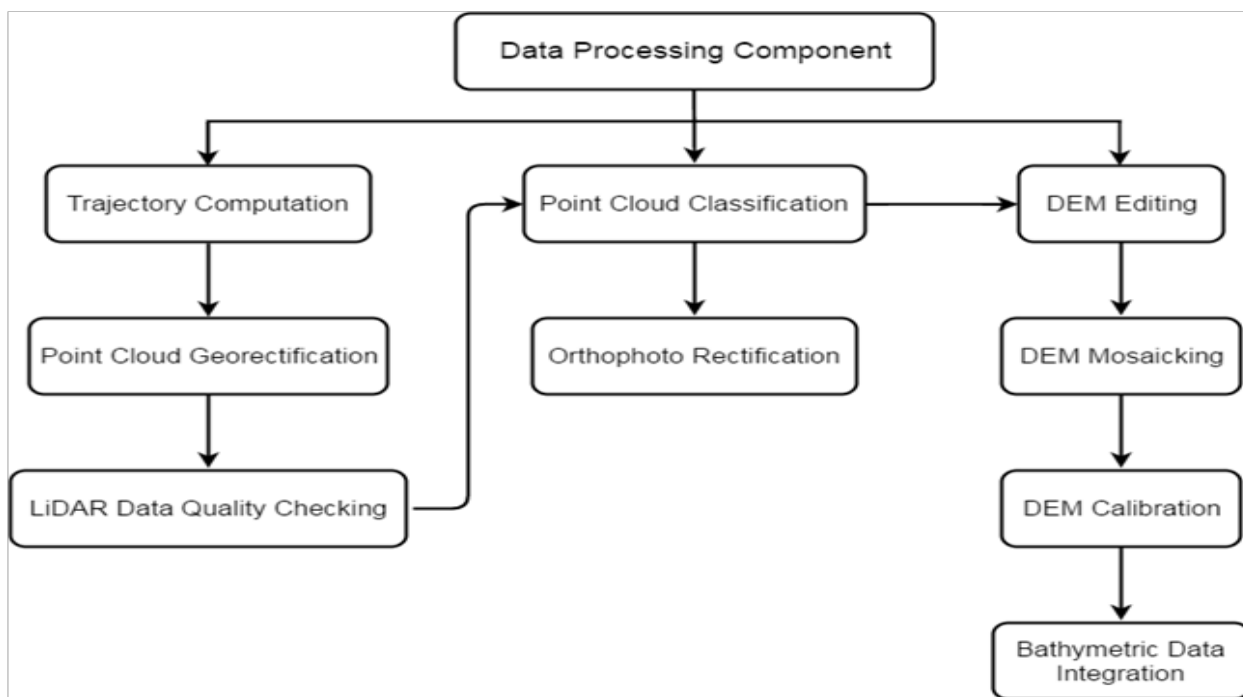 Data Processing Component
Trajectory Computation
Point Cloud Classification
DEM Editing
Point Cloud Georectification
Orthophoto Rectification
DEM Mosaicking
LiDAR Data Quality Checking
DEM Calibration
Bathymetric Data
Integration